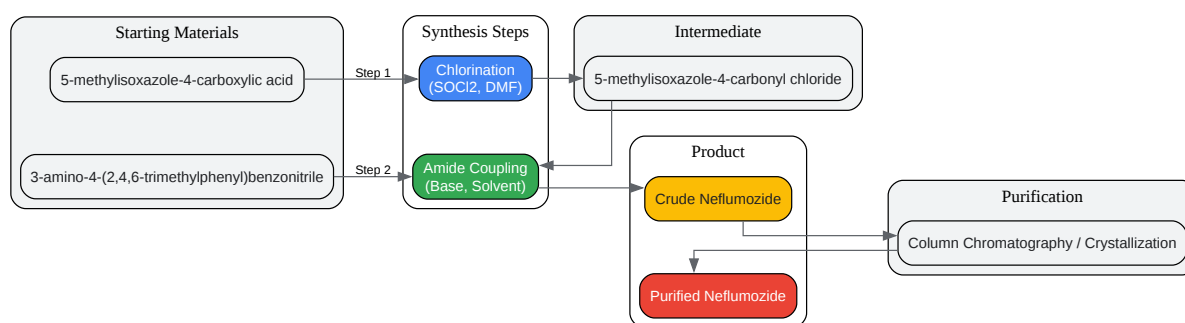 Starting Materials
5-methylisoxazole-4-carboxylic acid
3-amino-4-(2,4,6-trimethylphenyl)benzonitrile
Step 1
Step 2
Synthesis Steps
Chlorination
(SOCl2, DMF)
Amide Coupling
(Base, Solvent)
Intermediate
5-methylisoxazole-4-carbonyl chloride
Product
Crude Neflumozide
Purified Neflumozide
Purification
Column Chromatography / Crystallization